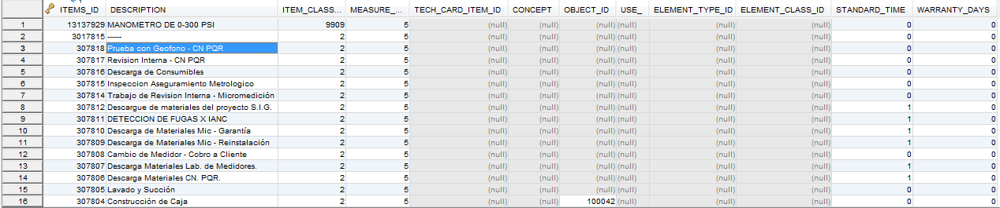 ITEMS_ID DESCRIPTION ITEM_CLASS... MEASURE_... TECH_CARD_ITEM_ID CONCEPT OBJECT_ID USE_ ELEMENT_TYPE_ID ELEMENT_CLASS_ID STANDARD_TIME WARRANTY_DAYS
1 13137929 MANOMETRO DE 0-300 PSI 9909 5 (null) (null) (null) (null) (null) (null) 0 0
2 3017815 ------ 2 5 (null) (null) (null) (null) (null) (null) 0 0
3 307818 Prueba con Geofono - CN PQR 2 5 (null) (null) (null) (null) (null) (null) 0 0
4 307817 Revision Interna - CN PQR 2 5 (null) (null) (null) (null) (null) (null) 0 0
5 307816 Descarga de Consumibles 2 5 (null) (null) (null) (null) (null) (null) 0 0
6 307815 Inspeccion Aseguramiento Metrologico 2 5 (null) (null) (null) (null) (null) (null) 0 0
7 307814 Trabajo de Revision Interna - Micromedición 2 5 (null) (null) (null) (null) (null) (null) 0 0
8 307812 Descargue de materiales del proyecto S.I.G. 2 5 (null) (null) (null) (null) (null) (null) 1 0
9 307811 DETECCION DE FUGAS X IANC 2 5 (null) (null) (null) (null) (null) (null) 1 0
10 307810 Descarga de Materiales Mic - Garantía 2 5 (null) (null) (null) (null) (null) (null) 1 0
11 307809 Descarga de Materiales Mic - Reinstalación 2 5 (null) (null) (null) (null) (null) (null) 1 0
12 307808 Cambio de Medidor - Cobro a Cliente 2 5 (null) (null) (null) (null) (null) (null) 0 0
13 307807 Descarga Materiales Lab. de Medidores. 2 5 (null) (null) (null) (null) (null) (null) 1 0
14 307806 Descarga Materiales CN. PQR. 2 5 (null) (null) (null) (null) (null) (null) 1 0
15 307805 Lavado y Succión 2 5 (null) (null) (null) (null) (null) (null) 0 0
16 307804 Construcción de Caja 2 5 (null) (null) 100042 (null) (null) (null) 0 0